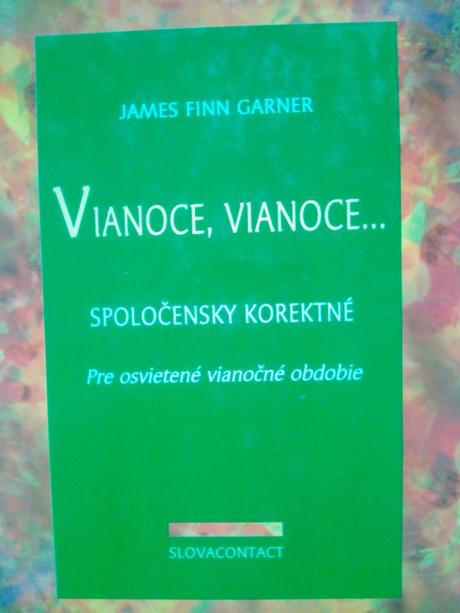 JAMES FINN GARNER
VIANOCE, VIANOCE...
SPOLOČENSKY KOREKTNÉ
Pre osvietené vianočné obdobie
SLOVACONTACT